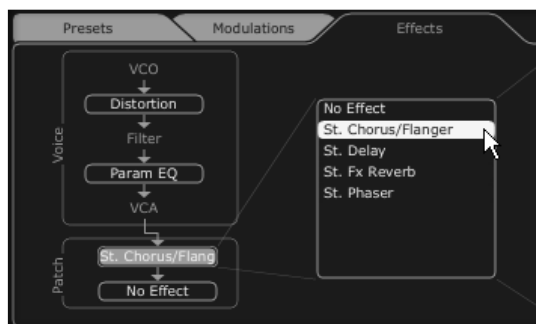 Presets
Modulations
Effects
VCO
Distortion
Filter
Param EQ
VCA
Voice
St. Chorus/Flang
No Effect
Patch
No Effect
St. Chorus/Flanger
St. Delay
St. Fx Reverb
St. Phaser